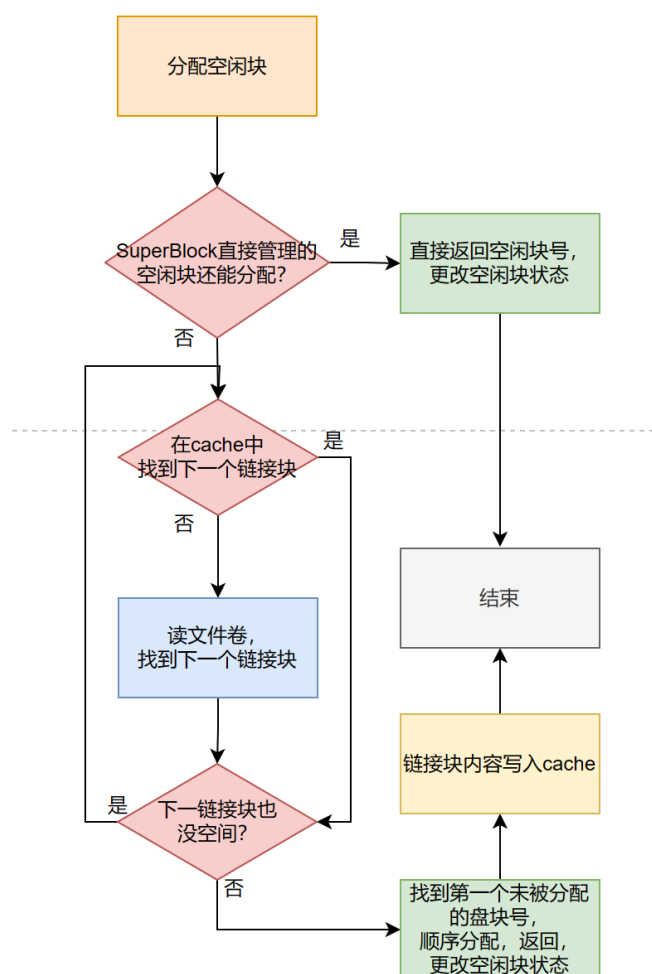 分配空闲块
SuperBlock直接管理的
空闲块还能分配?
是
直接返回空闲块号，
更改空闲块状态
否
在cache中
找到下一个链接块
是
否
结束
读文件卷，
找到下一个链接块
链接块内容写入cache
下一链接块也
没空间?
是
否
找到第一个未被分配
的盘块号，
顺序分配，返回，
更改空闲块状态